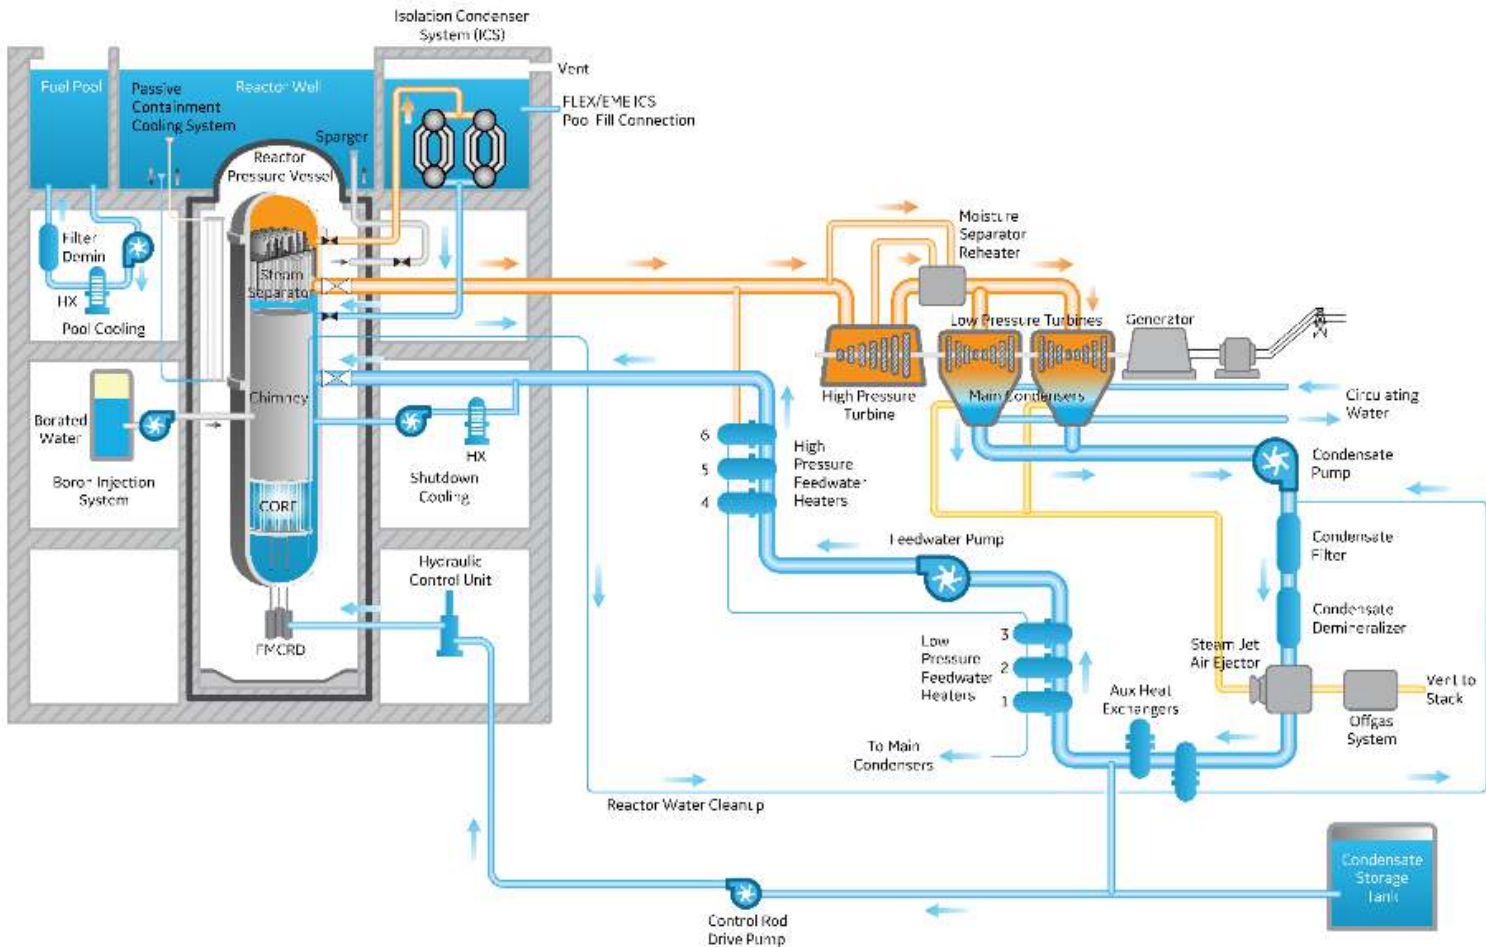 Isolation Condenser
System (ICS)
Vent
FLEX/EME ICS
Pool Fill Connection
Fuel Pool
Passive
Containment
Cooling System
Reactor Well
Sparger
Reactor
Pressure Vessel
Filter
Demin
HX
Pool Cooling
Steam
Separator
Chimney
CORE
Borated
Water
Boron Injection
System
HX
Shutdown
Cooling
Hydraulic
Control Unit
FMCRD
Moisture
Separator
Reheater
High Pressure
Turbine
Low Pressure Turbines
Main Condensers
Generator
Circulating
Water
Condensate
Pump
6
5
4
High
Pressure
Feedwater
Heaters
Feedwater Pump
Condensate
Filter
Condensate
Demineralizer
3
2
1
Low
Pressure
Feedwater
Heaters
Steam Jet
Air Ejector
Aux Heat
Exchangers
Vent to
Stack
Offgas
System
To Main
Condensers
Reactor Water Cleanup
Condensate
Storage
Tank
Control Rod
Drive Pump